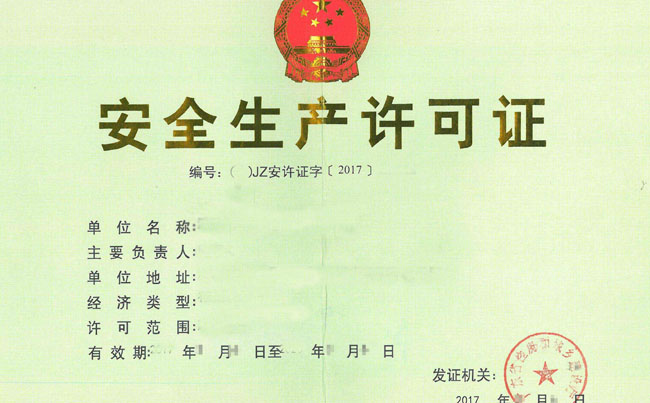 安全生产许可证
编号：（ ）JZ安许证字〔2017〕
单位名称：
主要负责人：
单位地址：
经济类型：
许可范围：
有效期： 年 月 日至 年 月 日
发证机关：
2017 年 月 日